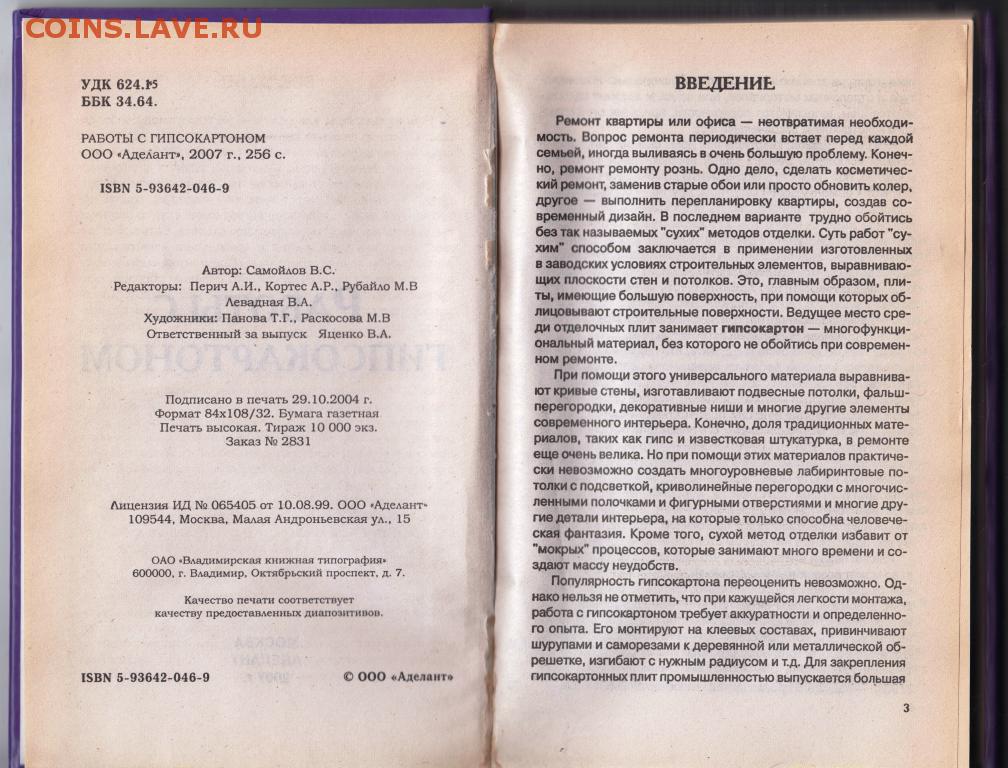 COINS.LAVE.RU
УДК 624.15
ББК 34.64.
РАБОТЫ С ГИПСОКАРТОНОМ
ООО «Аделант», 2007 г., 256 с.
ISBN 5-93642-046-9
Автор: Самойлов В.С.
Редакторы: Перич А.И., Кортес А.Р., Рубайло М.В
Левадная В.А.
Художники: Панова Т.Г., Раскосова М.В
Ответственный за выпуск Яценко В.А.
Подписано в печать 29.10.2004 г.
Формат 84х108/32. Бумага газетная
Печать высокая. Тираж 10 000 экз.
Заказ № 2831
Лицензия ИД № 065405 от 10.08.99. ООО «Аделант»
109544, Москва, Малая Андроньевская ул., 15
ОАО «Владимирская книжная типография»
600000, г. Владимир, Октябрьский проспект, д. 7.
Качество печати соответствует
качеству предоставленных диапозитивов.
ISBN 5-93642-046-9 © ООО «Аделант»
ВВЕДЕНИЕ
Ремонт квартиры или офиса — неотвратимая необходи-
мость. Вопрос ремонта периодически встает перед каждой
семьей, иногда выливаясь в очень большую проблему. Конеч-
но, ремонт ремонту рознь. Одно дело, сделать косметичес-
кий ремонт, заменив старые обои или просто обновить колер,
другое — выполнить перепланировку квартиры, создав со-
временный дизайн. В последнем варианте трудно обойтись
без так называемых "сухих" методов отделки. Суть работ "су-
хим" способом заключается в применении изготовленных
в заводских условиях строительных элементов, выравниваю-
щих плоскости стен и потолков. Это, главным образом, пли-
ты, имеющие большую поверхность, при помощи которых об-
лицовывают строительные поверхности. Ведущее место сре-
ди отделочных плит занимает гипсокартон — многофункци-
ональный материал, без которого не обойтись при современ-
ном ремонте.
При помощи этого универсального материала выравнива-
ют кривые стены, изготавливают подвесные потолки, фальш-
перегородки, декоративные ниши и многие другие элементы
современного интерьера. Конечно, доля традиционных мате-
риалов, таких как гипс и известковая штукатурка, в ремонте
еще очень велика. Но при помощи этих материалов практичес-
ки невозможно создать многоуровневые лабиринтовые по-
толки с подсветкой, криволинейные перегородки с многочис-
ленными полочками и фигурными отверстиями и многие дру-
гие детали интерьера, на которые только способна человечес-
кая фантазия. Кроме того, сухой метод отделки избавит от
"мокрых" процессов, которые занимают много времени и со-
здают массу неудобств.
Популярность гипсокартона переоценить невозможно. Од-
нако нельзя не отметить, что при кажущейся легкости монтажа,
работа с гипсокартоном требует аккуратности и определенно-
го опыта. Его монтируют на клеевых составах, привинчивают
шурупами и саморезами к деревянной или металлической об-
решетке, изгибают с нужным радиусом и т.д. Для закрепления
гипсокартонных плит промышленностью выпускается большая
3